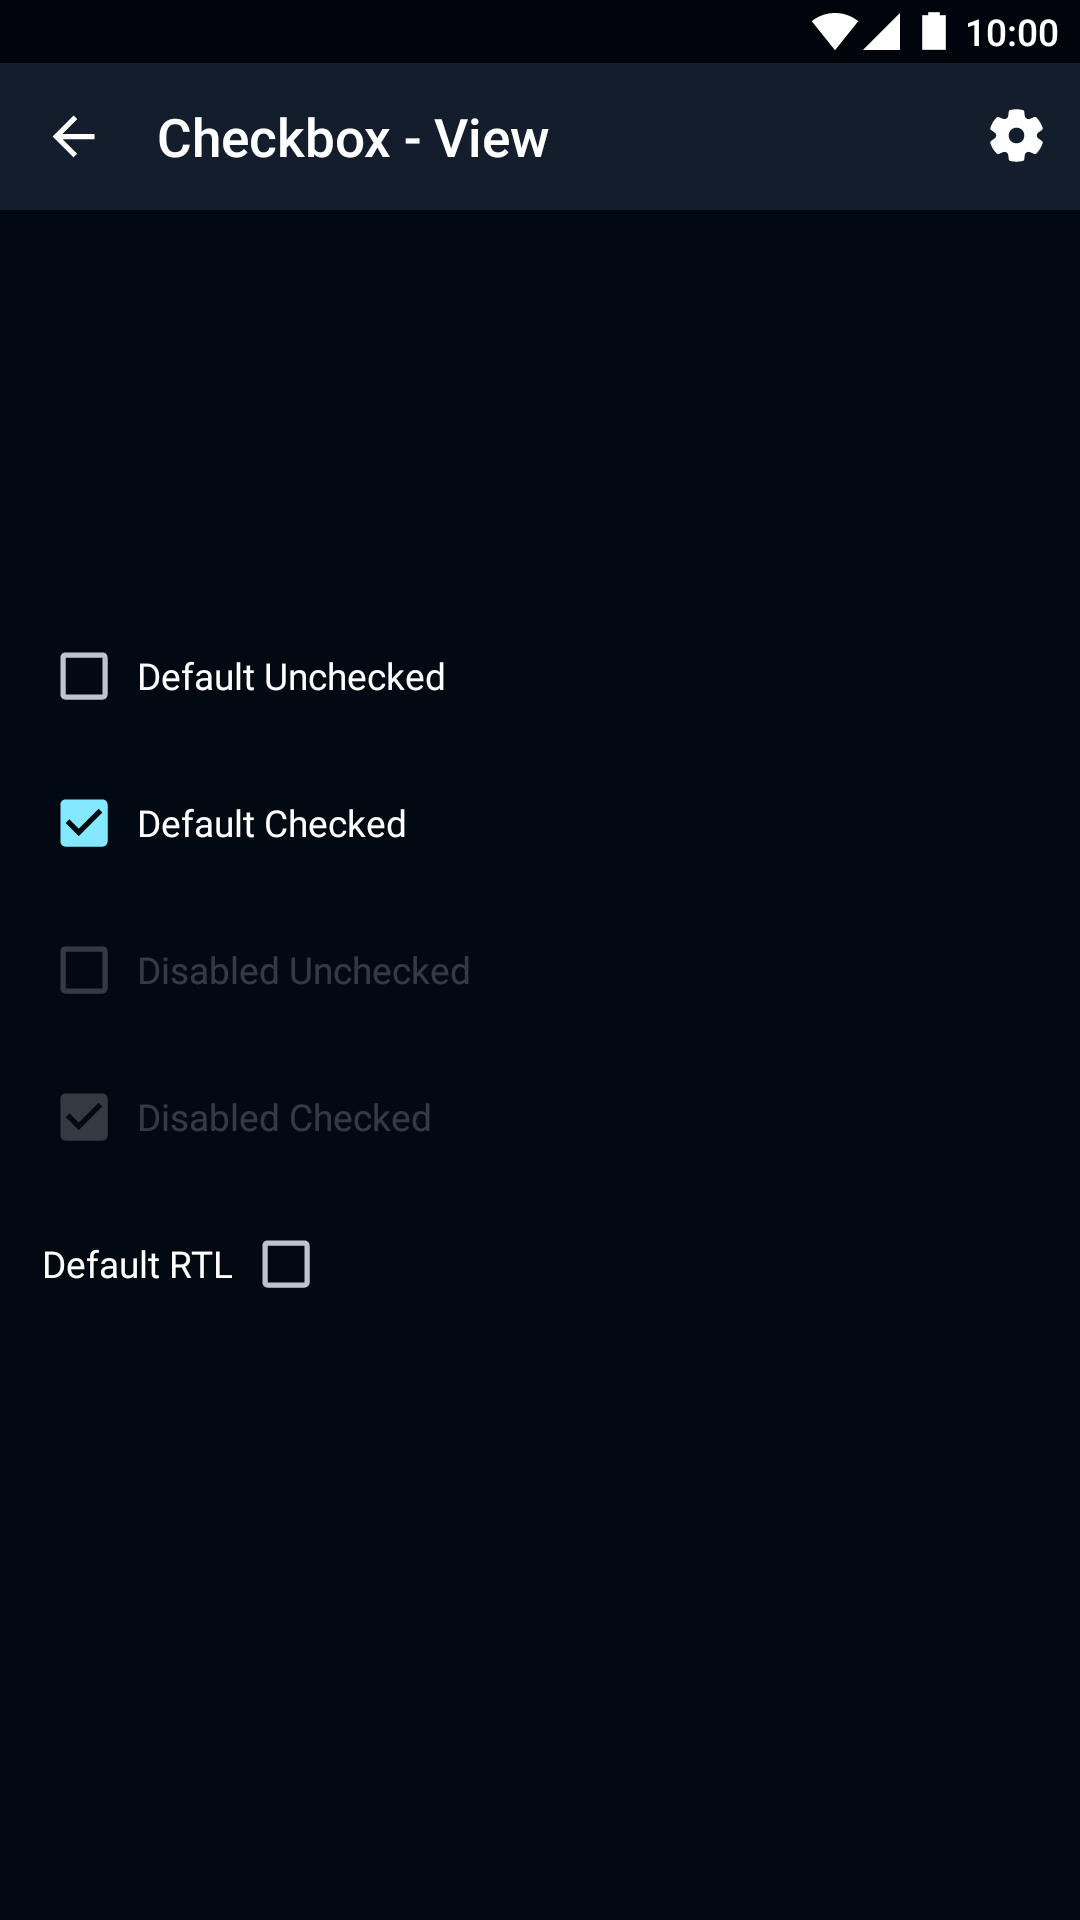 10:00
Checkbox - View
Default Unchecked
Default Checked
Disabled Unchecked
Disabled Checked
Default RTL